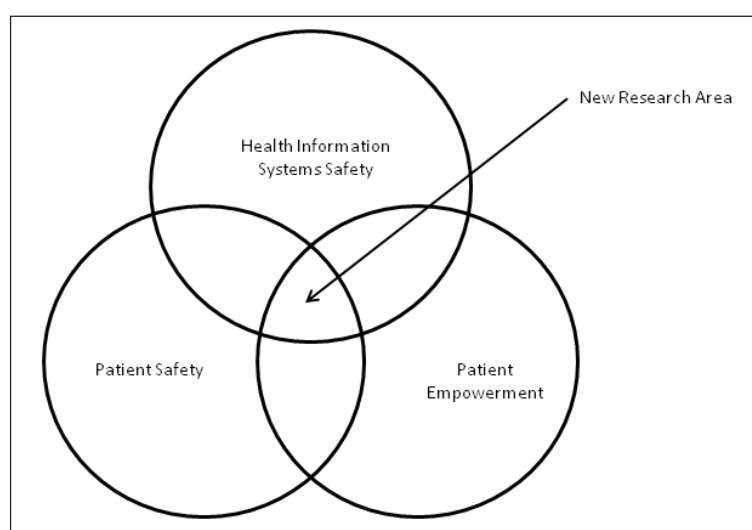 New Research Area
Health Information
Systems Safety
Patient Safety
Patient
Empowerment